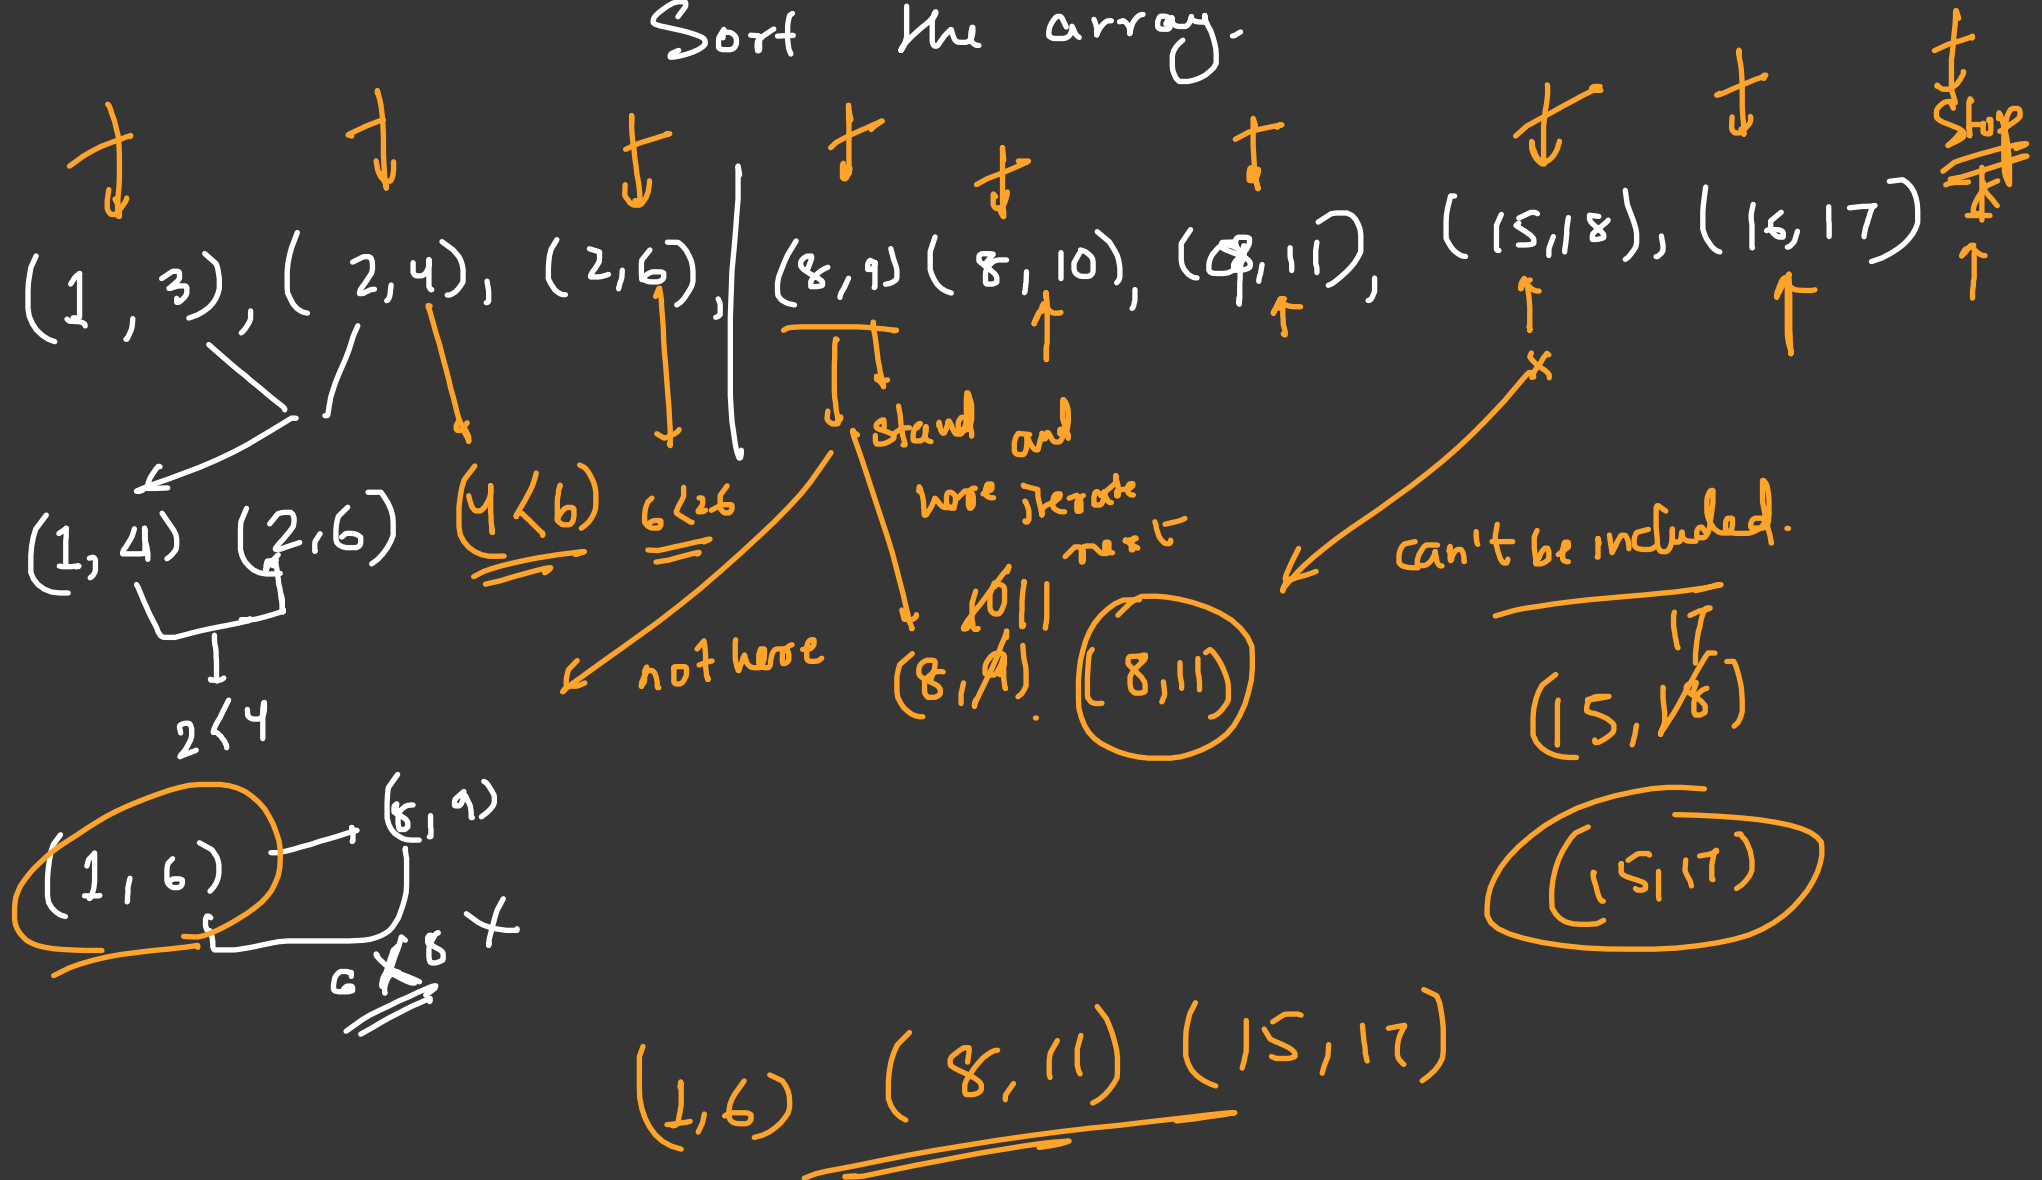 Sort the array.
Stop
(1, 3), (2,4), (2,6), (8,9) (8,10), (8,11), (15,18), (16,17)
stand and
here iterate
next
(1, 4) (2,6) (4<6)
can't be included.
not here
10 11
(8,9) (8,11)
17
(15,18)
2<4
(8,9)
(1,6)
(15,17)
6 < 8 X
(1,6) (8,11) (15,17)